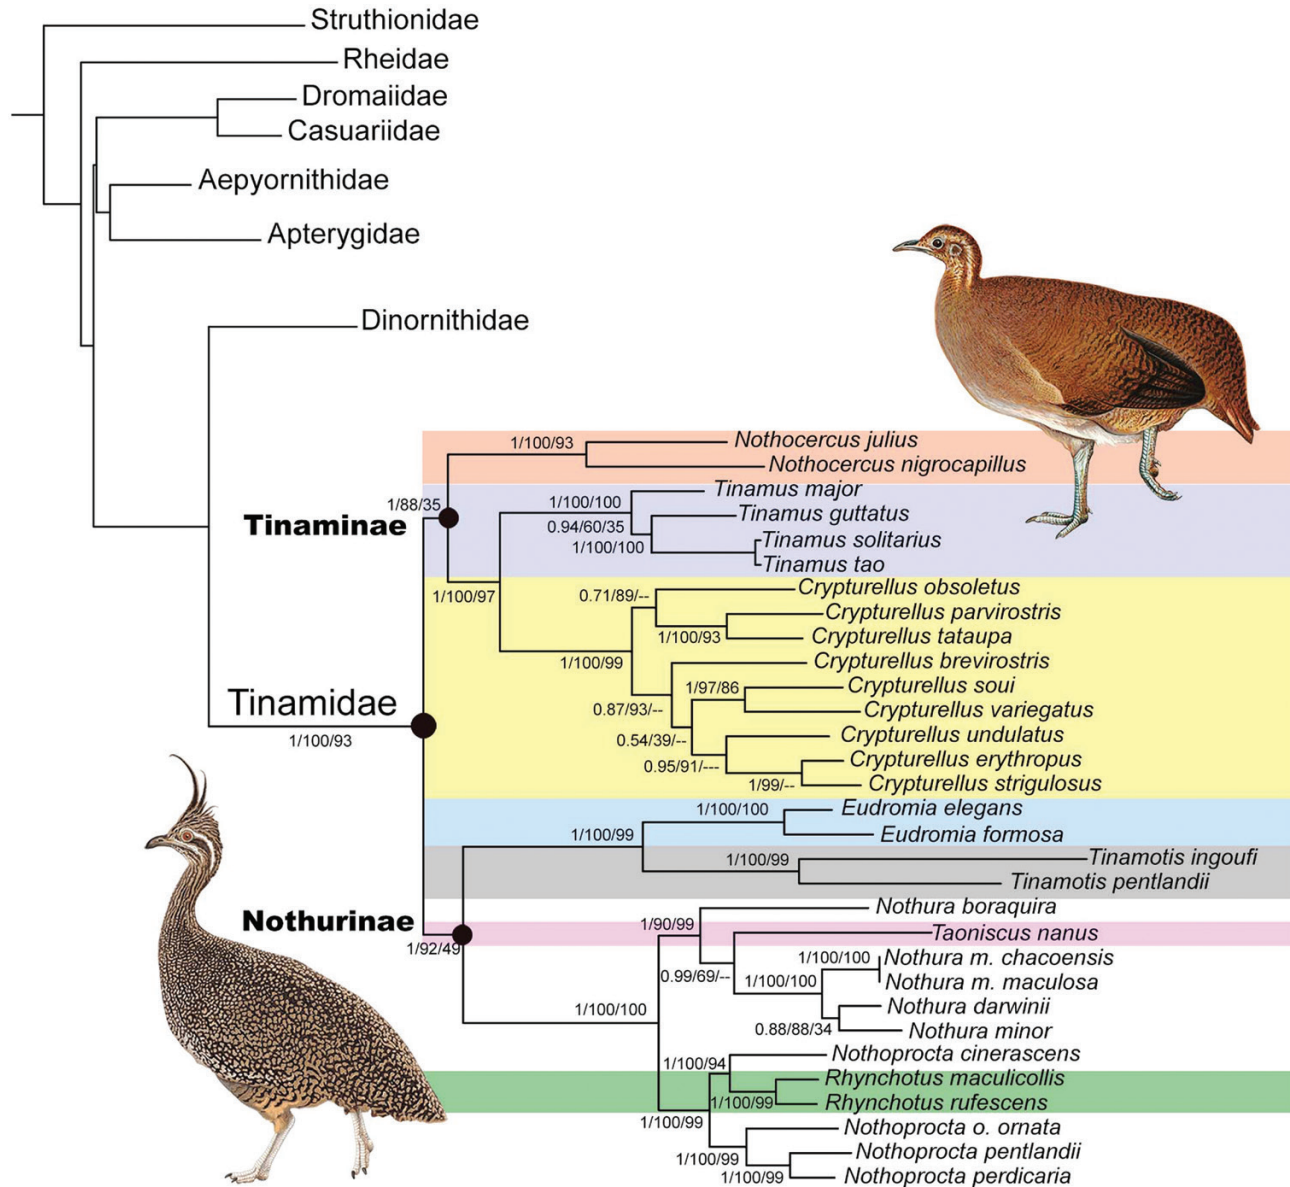 Struthionidae
Rheidae
Dromaiidae
Casuariidae
Aepyornithidae
Apterygidae
Dinornithidae
1/100/93
Nothocercus julius
Nothocercus nigrocapillus
1/88/35
Tinaminae
1/100/100
Tinamus major
0.94/60/35
Tinamus guttatus
1/100/100
Tinamus solitarius
Tinamus tao
1/100/97
0.71/89/--
Crypturellus obsoletus
Crypturellus parvirostris
1/100/93
Crypturellus tataupa
1/100/99
Crypturellus brevirostris
1/97/86
Crypturellus soui
0.87/93/--
Crypturellus variegatus
Tinamidae
1/100/93
0.54/39/--
Crypturellus undulatus
0.95/91/---
Crypturellus erythropus
1/99/--
Crypturellus strigulosus
1/100/100
Eudromia elegans
1/100/99
Eudromia formosa
1/100/99
Tinamotis ingoufi
Tinamotis pentlandii
Nothurinae
1/92/49
1/90/99
Nothura boraquira
Taoniscus nanus
1/100/100
Nothura m. chacoensis
0.99/69/--
1/100/100
Nothura m. maculosa
1/100/100
Nothura darwinii
0.88/88/34
Nothura minor
1/100/94
Nothoprocta cinerascens
Rhynchotus maculicollis
1/100/99
Rhynchotus rufescens
1/100/99
Nothoprocta o. ornata
1/100/99
Nothoprocta pentlandii
1/100/99
Nothoprocta perdicaria